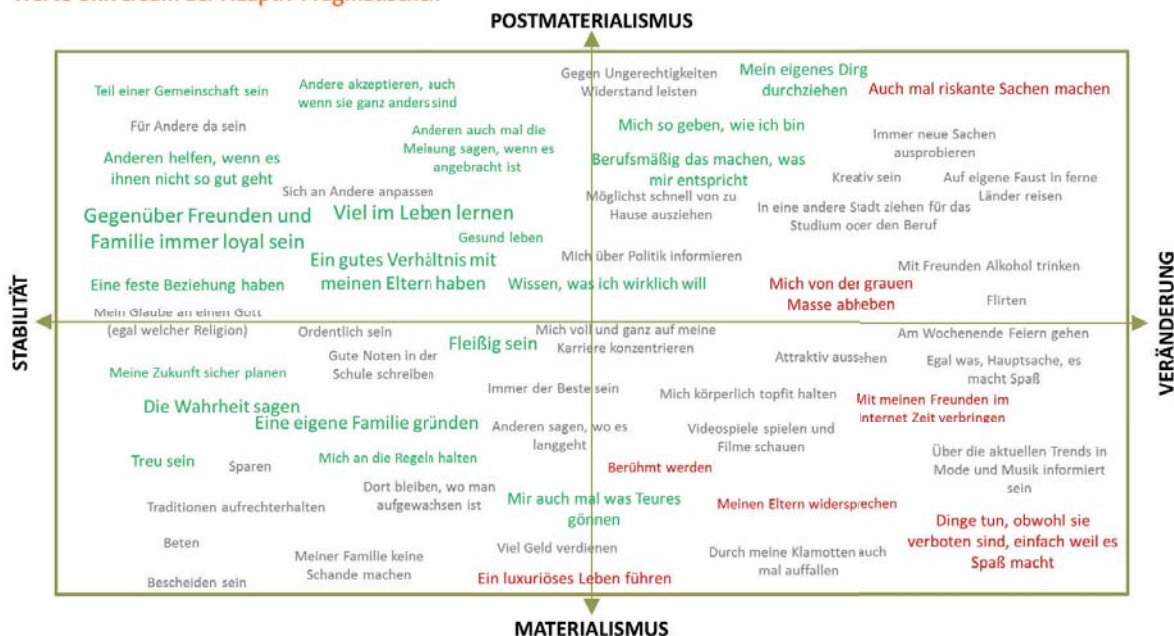 POSTMATERIALISMUS
Teil einer Gemeinschaft sein
Andere akzeptieren, auch
wenn sie ganz anders sind
Gegen Ungerechtigkeiten
Widerstand leisten
Mein eigenes Ding
durchziehen
Auch mal riskante Sachen machen
Für Andere da sein
Anderen auch mal die
Meinung sagen, wenn es
angebracht ist
Mich so geben, wie ich bin
Immer neue Sachen
ausprobieren
Anderen helfen, wenn es
ihnen nicht so gut geht
Berufsmäßig das machen, was
mir entspricht
Kreativ sein
Auf eigene Faust in ferne
Länder reisen
Sich an Andere anpassen
Möglichst schnell von zu
Hause ausziehen
In eine andere Stadt ziehen für das
Studium oder den Beruf
Gegenüber Freunden und
Familie immer loyal sein
Viel im Leben lernen
Gesund leben
Ein gutes Verhältnis mit
meinen Eltern haben
Mich über Politik informieren
Mit Freunden Alkohol trinken
Eine feste Beziehung haben
Wissen, was ich wirklich will
Mich von der grauen
Masse abheben
Flirten
STABILITÄT
VERÄNDERUNG
Mein Glaube an einen Gott
(egal welcher Religion)
Ordentlich sein
Fleißig sein
Mich voll und ganz auf meine
Karriere konzentrieren
Am Wochenende Feiern gehen
Gute Noten in der
Schule schreiben
Attraktiv aussehen
Egal was, Hauptsache, es
macht Spaß
Meine Zukunft sicher planen
Immer der Beste sein
Mich körperlich topfit halten
Mit meinen Freunden im
Internet Zeit verbringen
Die Wahrheit sagen
Eine eigene Familie gründen
Anderen sagen, wo es
langgeht
Videospiele spielen und
Filme schauen
Treu sein
Sparen
Mich an die Regeln halten
Berühmt werden
Über die aktuellen Trends in
Mode und Musik informiert
sein
Traditionen aufrechterhalten
Dort bleiben, wo man
aufgewachsen ist
Mir auch mal was Teures
gönnen
Meinen Eltern widersprechen
Dinge tun, obwohl sie
verboten sind, einfach weil es
Spaß macht
Beten
Meiner Familie keine
Schande machen
Viel Geld verdienen
Durch meine Klamotten auch
mal auffallen
Bescheiden sein
Ein luxuriöses Leben führen
MATERIALISMUS